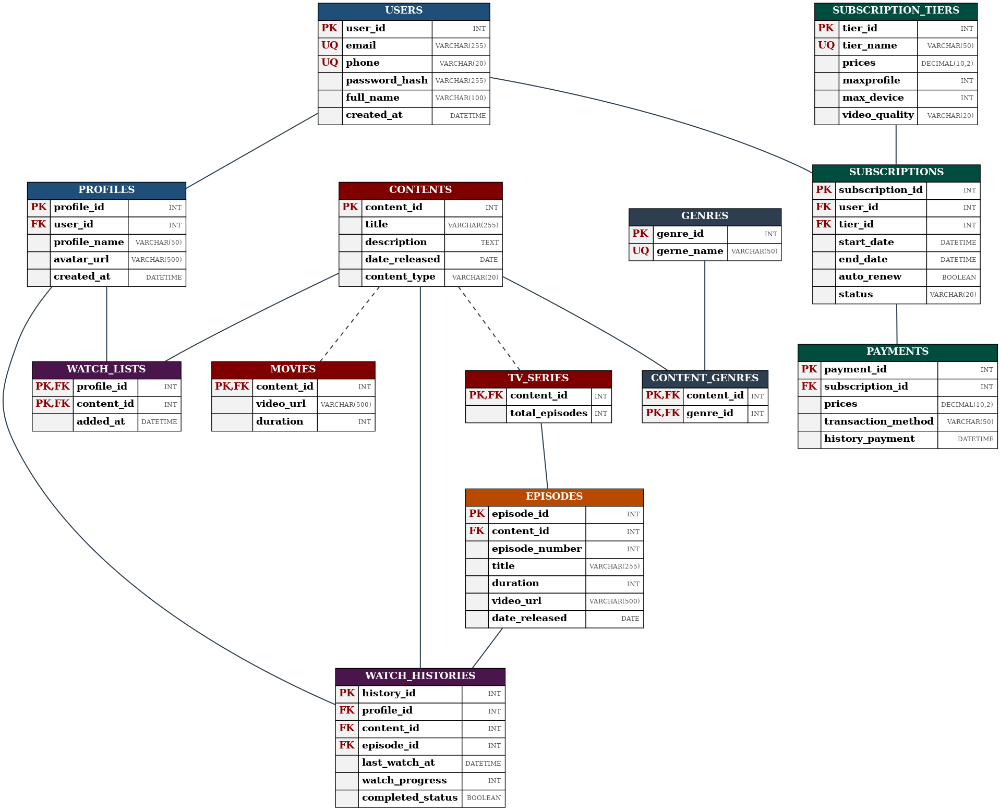 USERS
PK user_id INT
UQ email VARCHAR(255)
UQ phone VARCHAR(20)
password_hash VARCHAR(255)
full_name VARCHAR(100)
created_at DATETIME
SUBSCRIPTION_TIERS
PK tier_id INT
UQ tier_name VARCHAR(50)
prices DECIMAL(10,2)
maxprofile INT
max_device INT
video_quality VARCHAR(20)
PROFILES
PK profile_id INT
FK user_id INT
profile_name VARCHAR(50)
avatar_url VARCHAR(500)
created_at DATETIME
CONTENTS
PK content_id INT
title VARCHAR(255)
description TEXT
date_released DATE
content_type VARCHAR(20)
GENRES
PK genre_id INT
UQ gerne_name VARCHAR(50)
SUBSCRIPTIONS
PK subscription_id INT
FK user_id INT
FK tier_id INT
start_date DATETIME
end_date DATETIME
auto_renew BOOLEAN
status VARCHAR(20)
WATCH_LISTS
PK,FK profile_id INT
PK,FK content_id INT
added_at DATETIME
MOVIES
PK,FK content_id INT
video_url VARCHAR(500)
duration INT
TV_SERIES
PK,FK content_id INT
total_episodes INT
CONTENT_GENRES
PK,FK content_id INT
PK,FK genre_id INT
PAYMENTS
PK payment_id INT
FK subscription_id INT
prices DECIMAL(10,2)
transaction_method VARCHAR(50)
history_payment DATETIME
EPISODES
PK episode_id INT
FK content_id INT
episode_number INT
title VARCHAR(255)
duration INT
video_url VARCHAR(500)
date_released DATE
WATCH_HISTORIES
PK history_id INT
FK profile_id INT
FK content_id INT
FK episode_id INT
last_watch_at DATETIME
watch_progress INT
completed_status BOOLEAN